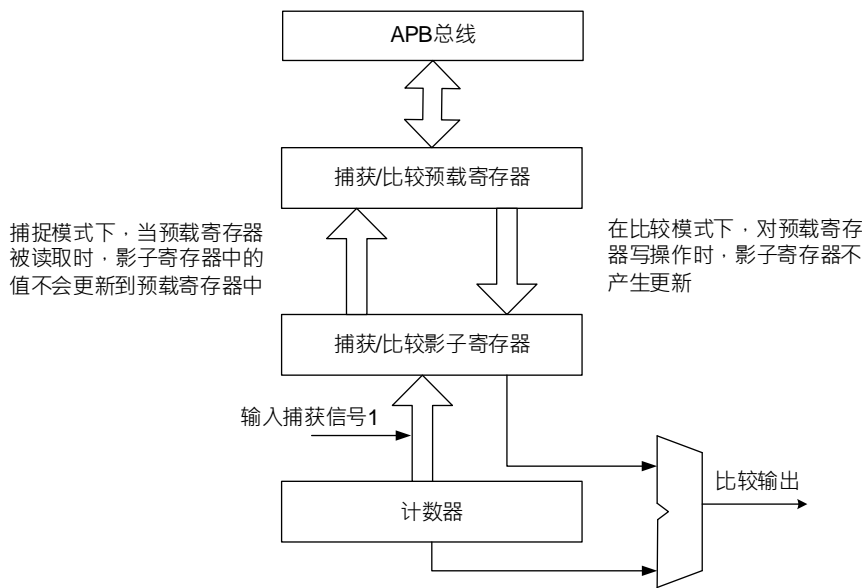 APB总线
捕获/比较预载寄存器
捕捉模式下，当预载寄存器
被读取时，影子寄存器中的
值不会更新到预载寄存器中
在比较模式下，对预载寄存
器写操作时，影子寄存器不
产生更新
捕获/比较影子寄存器
输入捕获信号1
计数器
比较输出